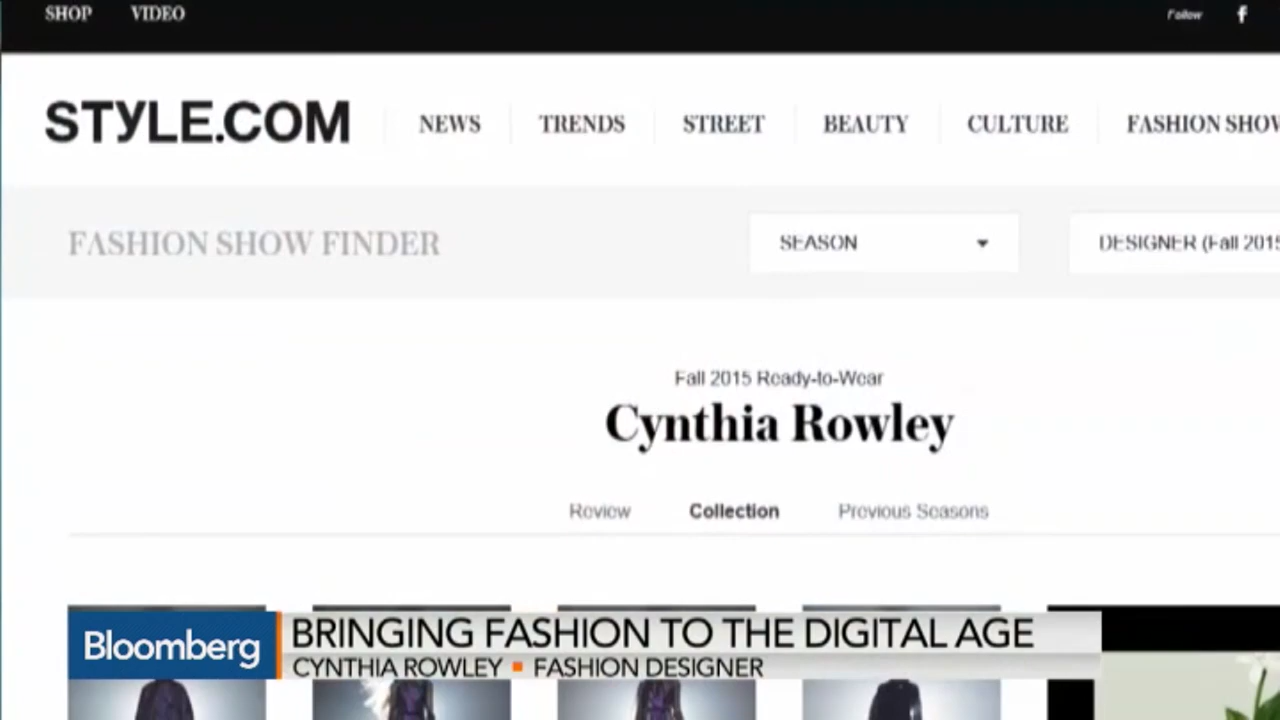 SHOP VIDEO Follow f
STYLE.COM NEWS TRENDS STREET BEAUTY CULTURE FASHION SHOW
FASHION SHOW FINDER SEASON DESIGNER (Fall 2015
Fall 2015 Ready-to-Wear
Cynthia Rowley
Review Collection Previous Seasons
Bloomberg BRINGING FASHION TO THE DIGITAL AGE
CYNTHIA ROWLEY ▪ FASHION DESIGNER